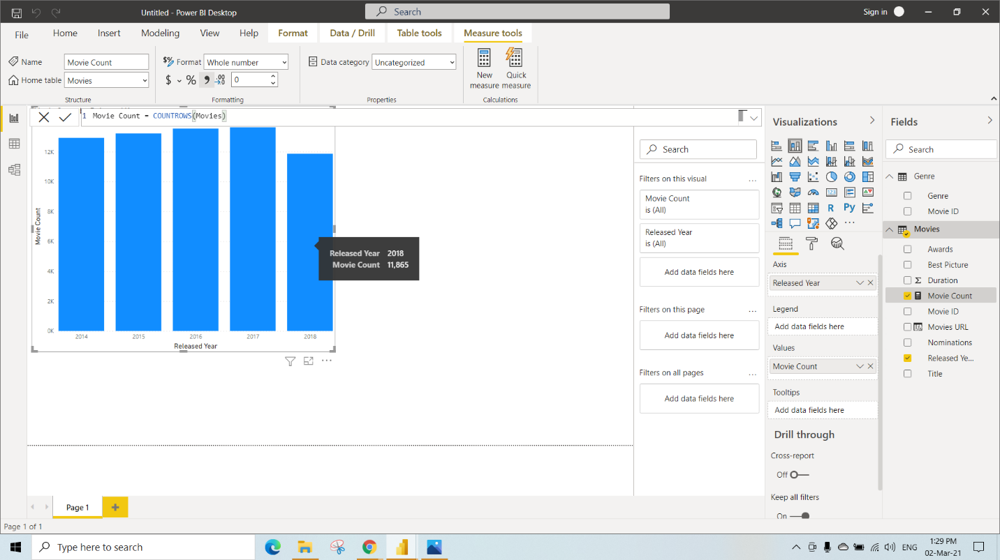 Untitled - Power BI Desktop
Search
Sign in
File
Home
Insert
Modeling
View
Help
Format
Data / Drill
Table tools
Measure tools
Name
Movie Count
Home table
Movies
Structure
$% Format
Whole number
$ % 9 .00 0
Formatting
Data category
Uncategorized
Properties
New measure
Quick measure
Calculations
1 Movie Count = COUNTROWS(Movies)
12K
10K
8K
6K
4K
2K
0K
Movie Count
2014
2015
2016
2017
2018
Released Year
Released Year 2018
Movie Count 11,865
Search
Filters on this visual
Movie Count
is (All)
Released Year
is (All)
Add data fields here
Filters on this page
Add data fields here
Filters on all pages
Add data fields here
Visualizations
123
R
Py
Axis
Released Year
Legend
Add data fields here
Values
Movie Count
Tooltips
Add data fields here
Drill through
Cross-report
Off
Keep all filters
On
Fields
Search
Genre
Genre
Movie ID
Movies
Awards
Best Picture
Σ Duration
Movie Count
Movie ID
Movies URL
Nominations
Released Ye...
Title
Page 1
+
Page 1 of 1
Type here to search
ENG
1:29 PM
02-Mar-21